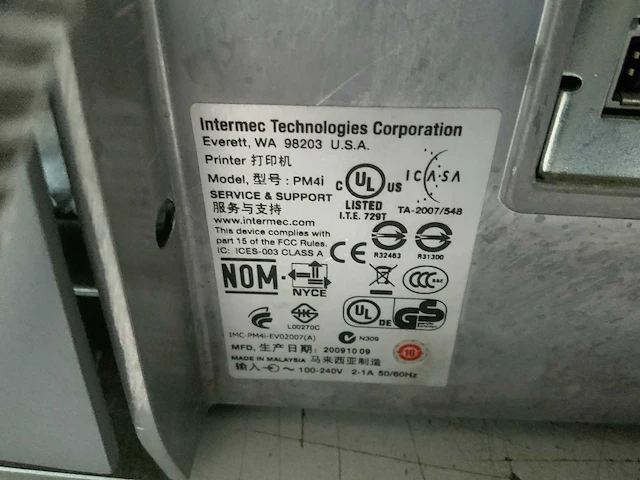 Intermec Technologies Corporation
Everett, WA 98203 U.S.A.
Printer 打印机
Model, 型号: PM4i
SERVICE & SUPPORT
服务与支持
www.intermec.com
This device complies with
part 15 of the FCC Rules.
IC: ICES-003 CLASS A
C UL US
LISTED
I.T.E. 729T
ICASA
TA-2007/548
CE
R32463
R31300
NOM
NYCE
CCC
UL DE
GS
L00270C
IMC-PM4i-EV02007(A)
N309
MFD, 生产日期: 20091009
10
MADE IN MALAYSIA 马来西亚制造
输入 ~ 100-240V 2-1A 50/60Hz